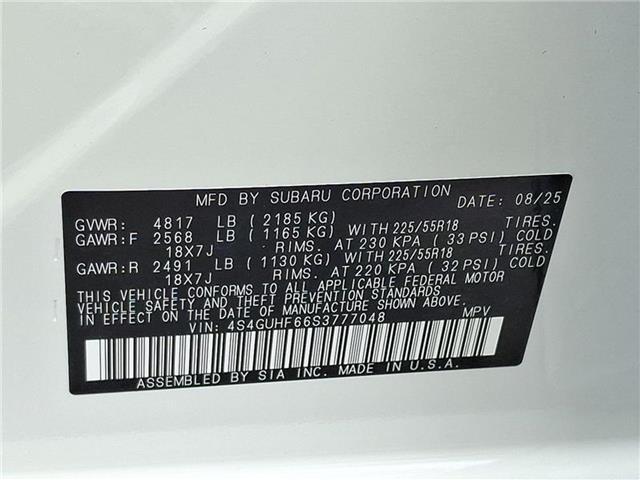 MFD BY SUBARU CORPORATION DATE: 08/25
GVWR: 4817 LB (2185 KG)
GAWR:F 2568 LB (1165 KG) WITH 225/55R18 TIRES.
18X7J RIMS. AT 230 KPA (33 PSI) COLD
GAWR:R 2491 LB (1130 KG) WITH 225/55R18 TIRES.
18X7J RIMS. AT 220 KPA (32 PSI) COLD
THIS VEHICLE CONFORMS TO ALL APPLICABLE FEDERAL MOTOR
VEHICLE SAFETY AND THEFT PREVENTION STANDARDS
IN EFFECT ON THE DATE OF MANUFACTURE SHOWN ABOVE.
VIN: 4S4GUHF66S3777048 MPV
ASSEMBLED BY SIA INC. MADE IN U.S.A.